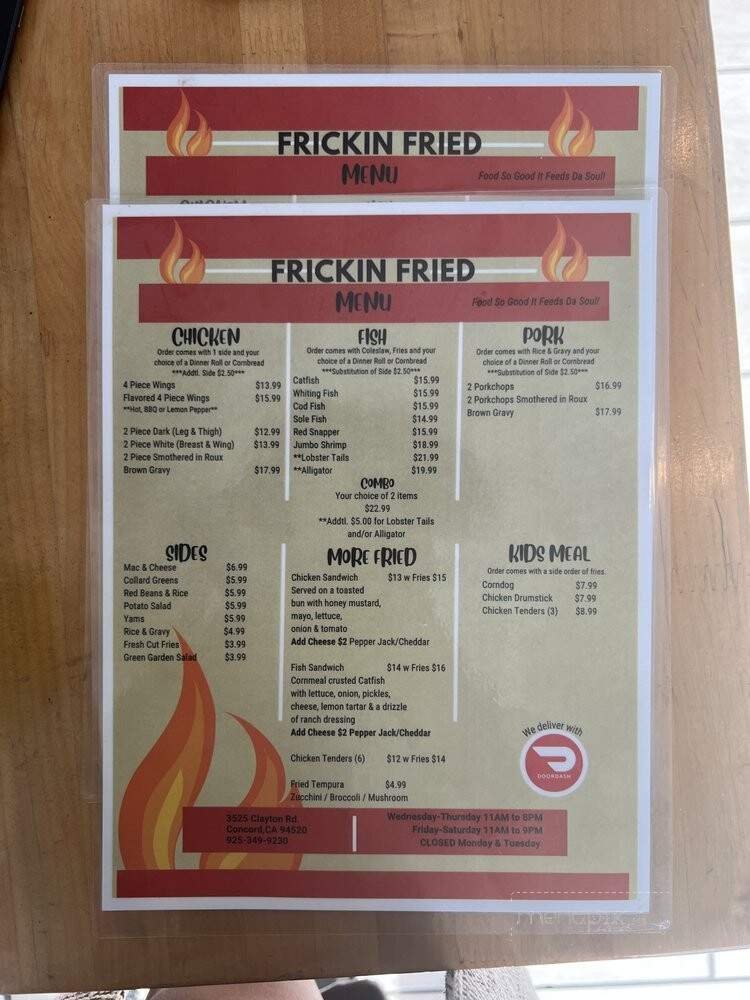 FRICKIN FRIED
MENU
Food So Good It Feeds Da Soul!
FRICKIN FRIED
MENU
Food So Good It Feeds Da Soul!
CHICKEN
Order comes with 1 side and your
choice of a Dinner Roll or Cornbread
***Addtl. Side $2.50***
4 Piece Wings $13.99
Flavored 4 Piece Wings $15.99
**Hot, BBQ or Lemon Pepper**
2 Piece Dark (Leg & Thigh) $12.99
2 Piece White (Breast & Wing) $13.99
2 Piece Smothered in Roux
Brown Gravy $17.99
FISH
Order comes with Coleslaw, Fries and your
choice of a Dinner Roll or Cornbread
***Substitution of Side $2.50***
Catfish $15.99
Whiting Fish $15.99
Cod Fish $15.99
Sole Fish $14.99
Red Snapper $15.99
Jumbo Shrimp $18.99
**Lobster Tails $21.99
**Alligator $19.99
COMBO
Your choice of 2 items
$22.99
**Addtl. $5.00 for Lobster Tails
and/or Alligator
PORK
Order comes with Rice & Gravy and your
choice of a Dinner Roll or Cornbread
***Substitution of Side $2.50***
2 Porkchops $16.99
2 Porkchops Smothered in Roux
Brown Gravy $17.99
SIDES
Mac & Cheese $6.99
Collard Greens $5.99
Red Beans & Rice $5.99
Potato Salad $5.99
Yams $5.99
Rice & Gravy $4.99
Fresh Cut Fries $3.99
Green Garden Salad $3.99
MORE FRIED
Chicken Sandwich $13 w Fries $15
Served on a toasted
bun with honey mustard,
mayo, lettuce,
onion & tomato
Add Cheese $2 Pepper Jack/Cheddar
Fish Sandwich $14 w Fries $16
Cornmeal crusted Catfish
with lettuce, onion, pickles,
cheese, lemon tartar & a drizzle
of ranch dressing
Add Cheese $2 Pepper Jack/Cheddar
Chicken Tenders (6) $12 w Fries $14
Fried Tempura $4.99
Zucchini / Broccoli / Mushroom
KIDS MEAL
Order comes with a side order of fries.
Corndog $7.99
Chicken Drumstick $7.99
Chicken Tenders (3) $8.99
We deliver with
DOORDASH
3525 Clayton Rd.
Concord,CA 94520
925-349-9230
Wednesday-Thursday 11AM to 8PM
Friday-Saturday 11AM to 9PM
CLOSED Monday & Tuesday